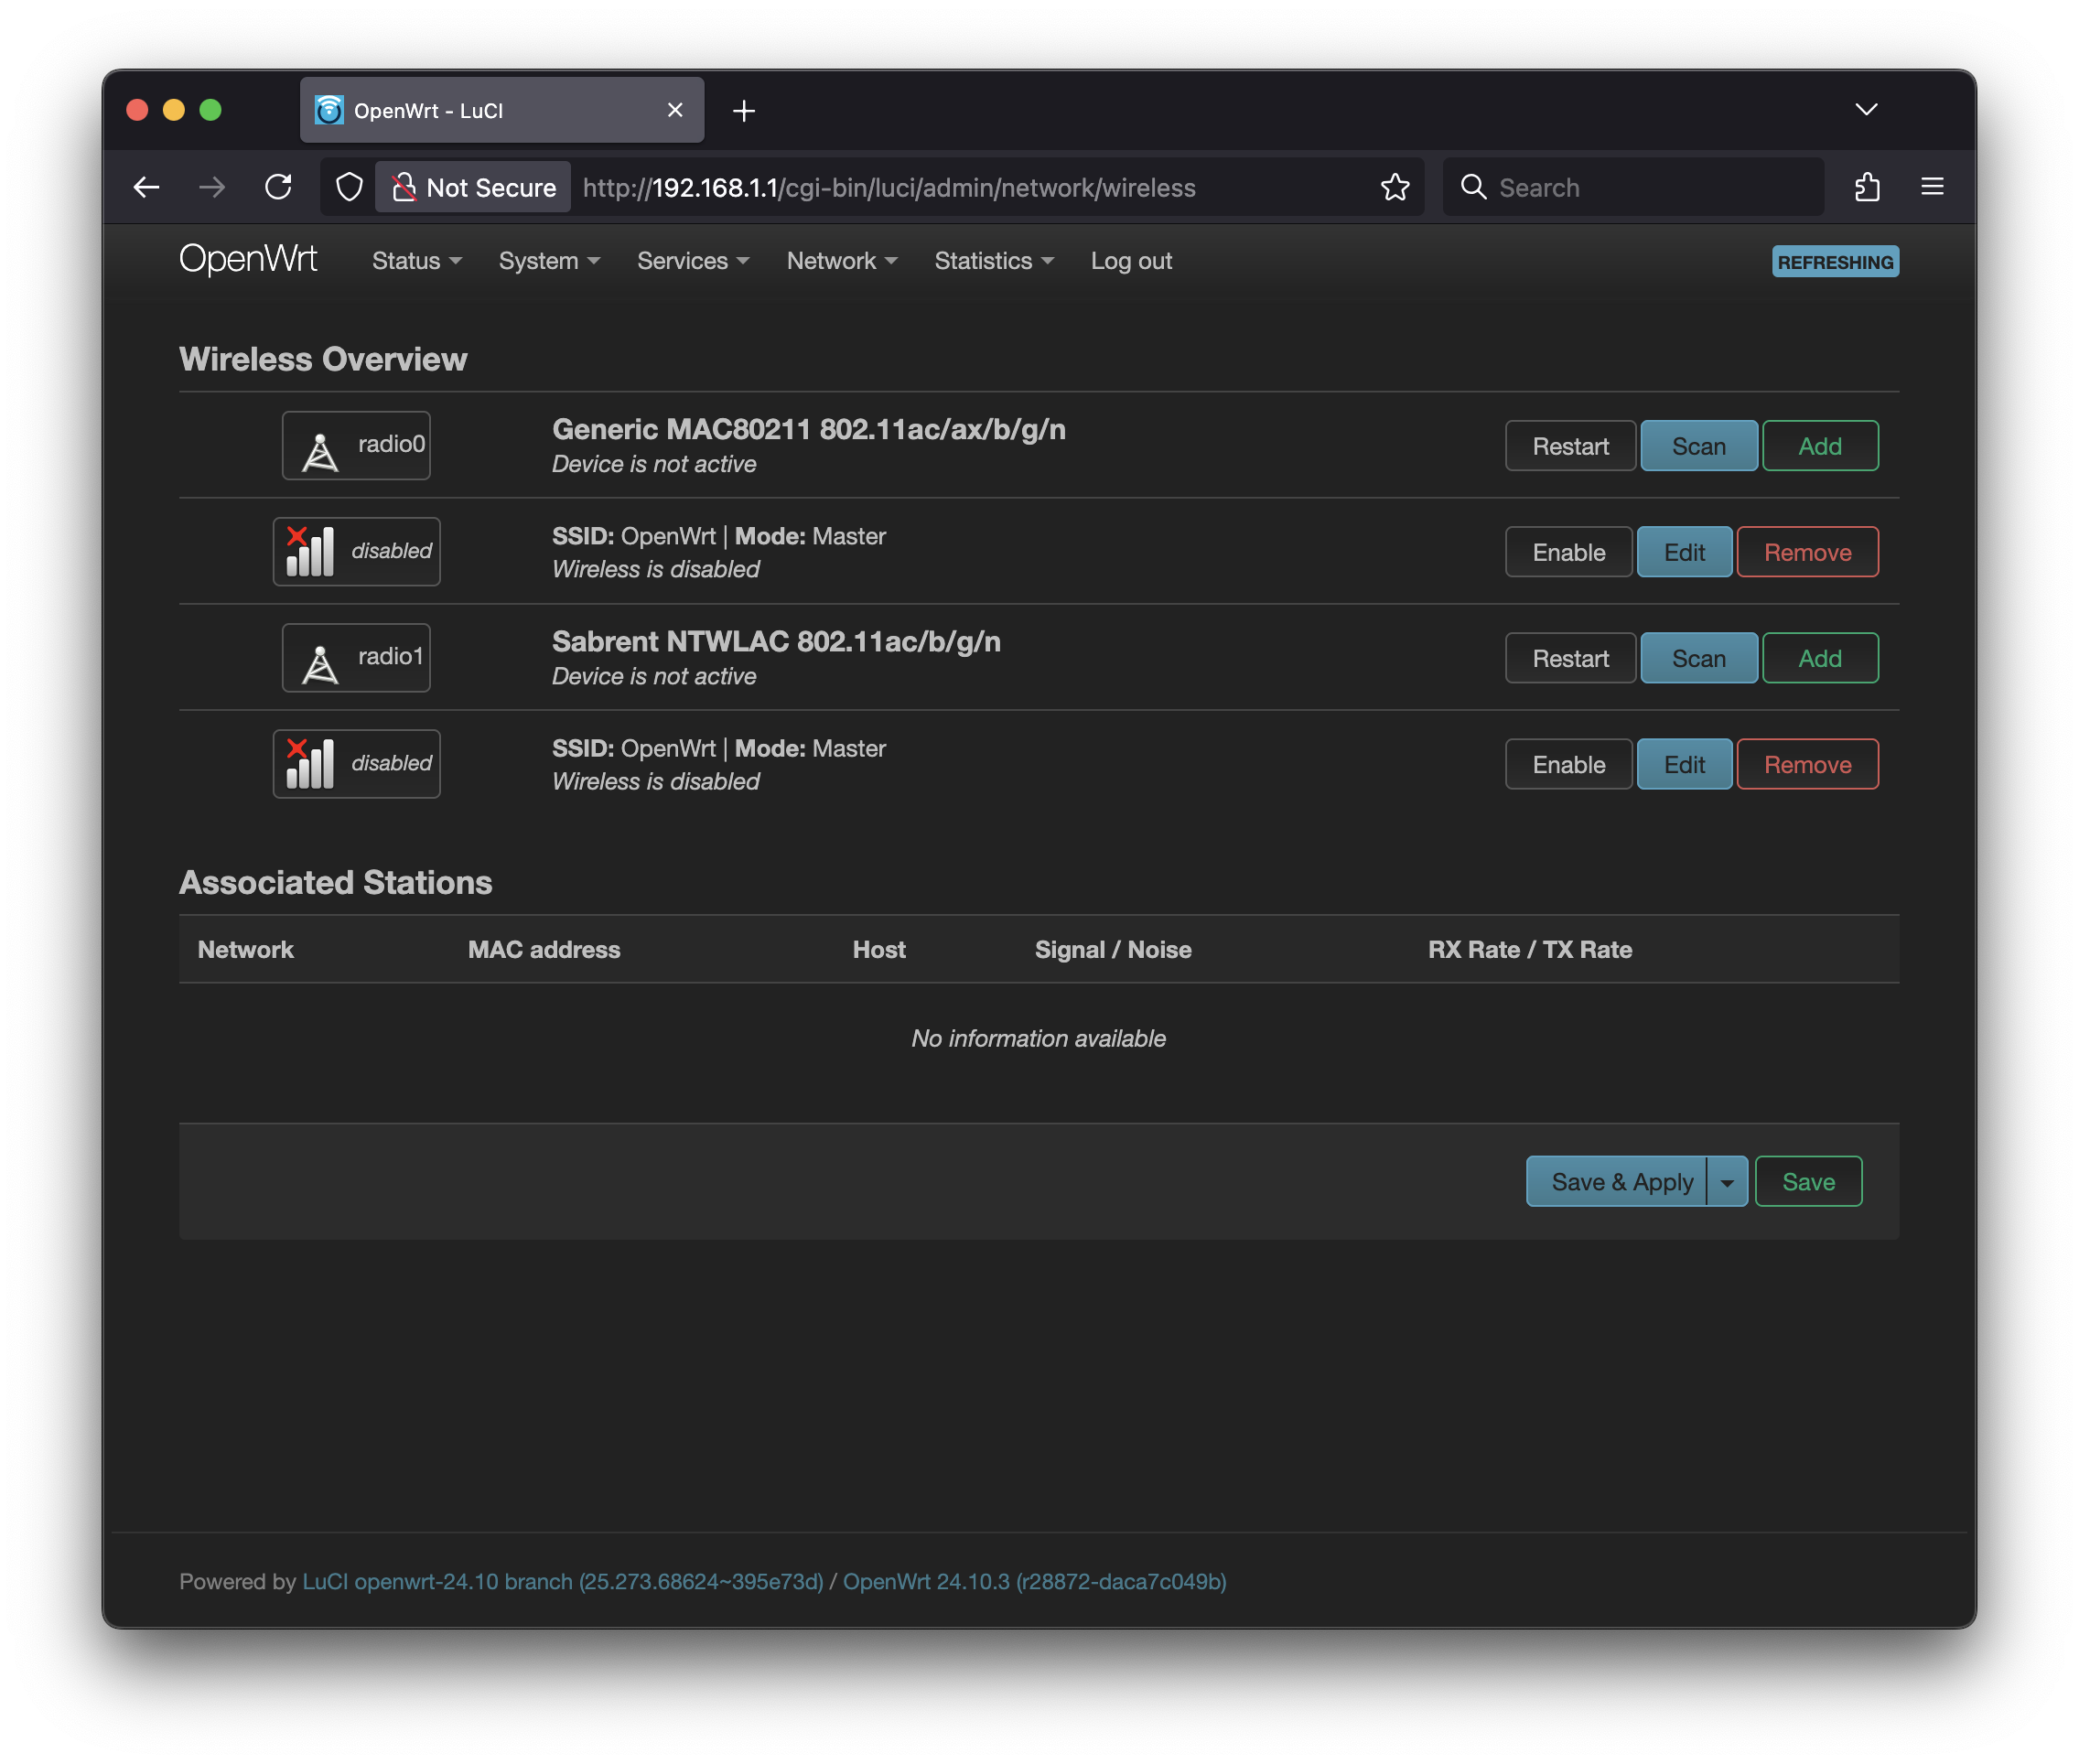 OpenWrt - LuCI
Not Secure http://192.168.1.1/cgi-bin/luci/admin/network/wireless Search
OpenWrt Status System Services Network Statistics Log out REFRESHING
Wireless Overview
radio0 Generic MAC80211 802.11ac/ax/b/g/n Restart Scan Add
Device is not active
disabled SSID: OpenWrt | Mode: Master Enable Edit Remove
Wireless is disabled
radio1 Sabrent NTWLAC 802.11ac/b/g/n Restart Scan Add
Device is not active
disabled SSID: OpenWrt | Mode: Master Enable Edit Remove
Wireless is disabled
Associated Stations
Network MAC address Host Signal / Noise RX Rate / TX Rate
No information available
Save & Apply Save
Powered by LuCI openwrt-24.10 branch (25.273.68624~395e73d) / OpenWrt 24.10.3 (r28872-daca7c049b)